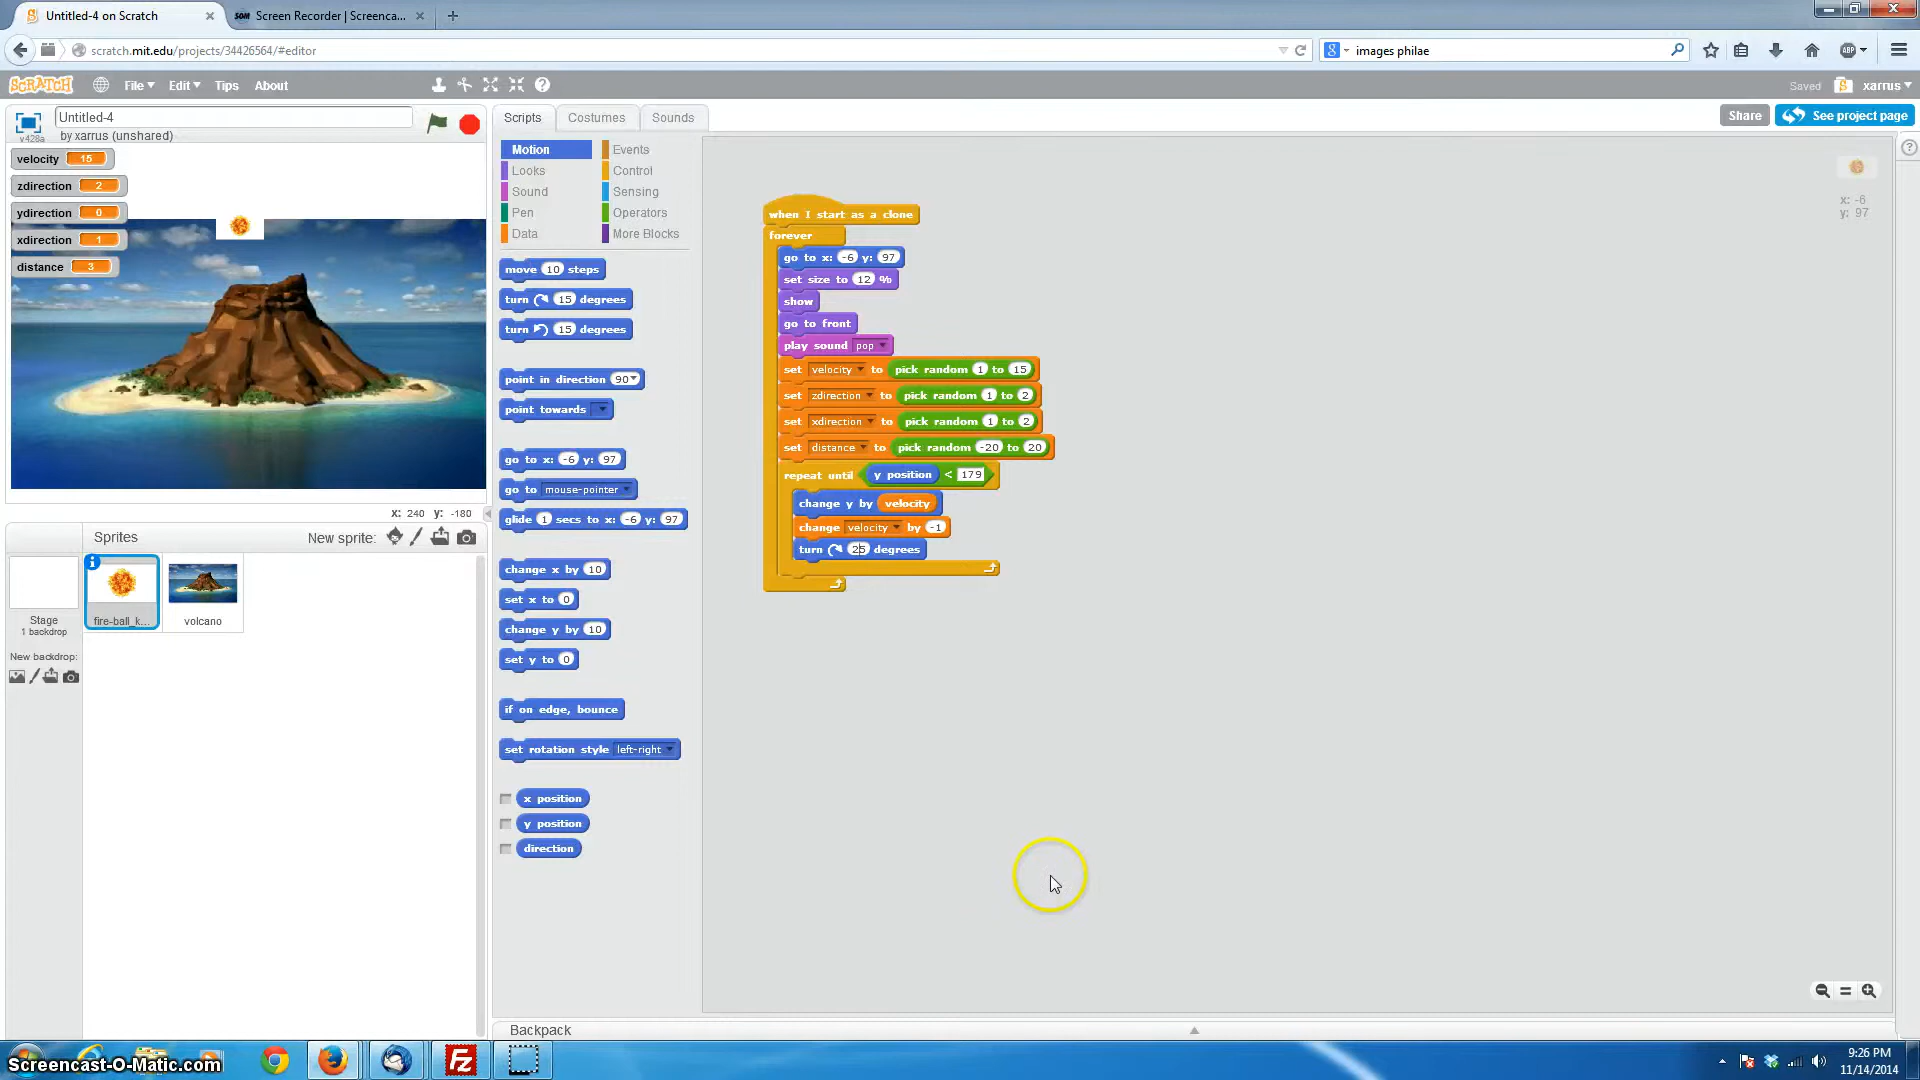 Untitled-4 on Scratch
SOM Screen Recorder | Screenca...
scratch.mit.edu/projects/34426564/#editor
images philae
SCRATCH File Edit Tips About
Saved xarrus
Untitled-4
by xarrus (unshared)
v428a
Scripts Costumes Sounds
Share See project page
velocity 15
zdirection 2
ydirection 0
xdirection 1
distance 3
x: 240 y: -180
Motion Events
Looks Control
Sound Sensing
Pen Operators
Data More Blocks
move 10 steps
turn 15 degrees
turn 15 degrees
point in direction 90
point towards
go to x: -6 y: 97
go to mouse-pointer
glide 1 secs to x: -6 y: 97
change x by 10
set x to 0
change y by 10
set y to 0
if on edge, bounce
set rotation style left-right
x position
y position
direction
when I start as a clone
forever
go to x: -6 y: 97
set size to 12 %
show
go to front
play sound pop
set velocity to pick random 1 to 15
set zdirection to pick random 1 to 2
set xdirection to pick random 1 to 2
set distance to pick random -20 to 20
repeat until y position < 179
change y by velocity
change velocity by -1
turn 25 degrees
x: -6
y: 97
Sprites New sprite:
Stage
1 backdrop
New backdrop:
fire-ball_k...
volcano
Backpack
Screencast-O-Matic.com
9:26 PM
11/14/2014